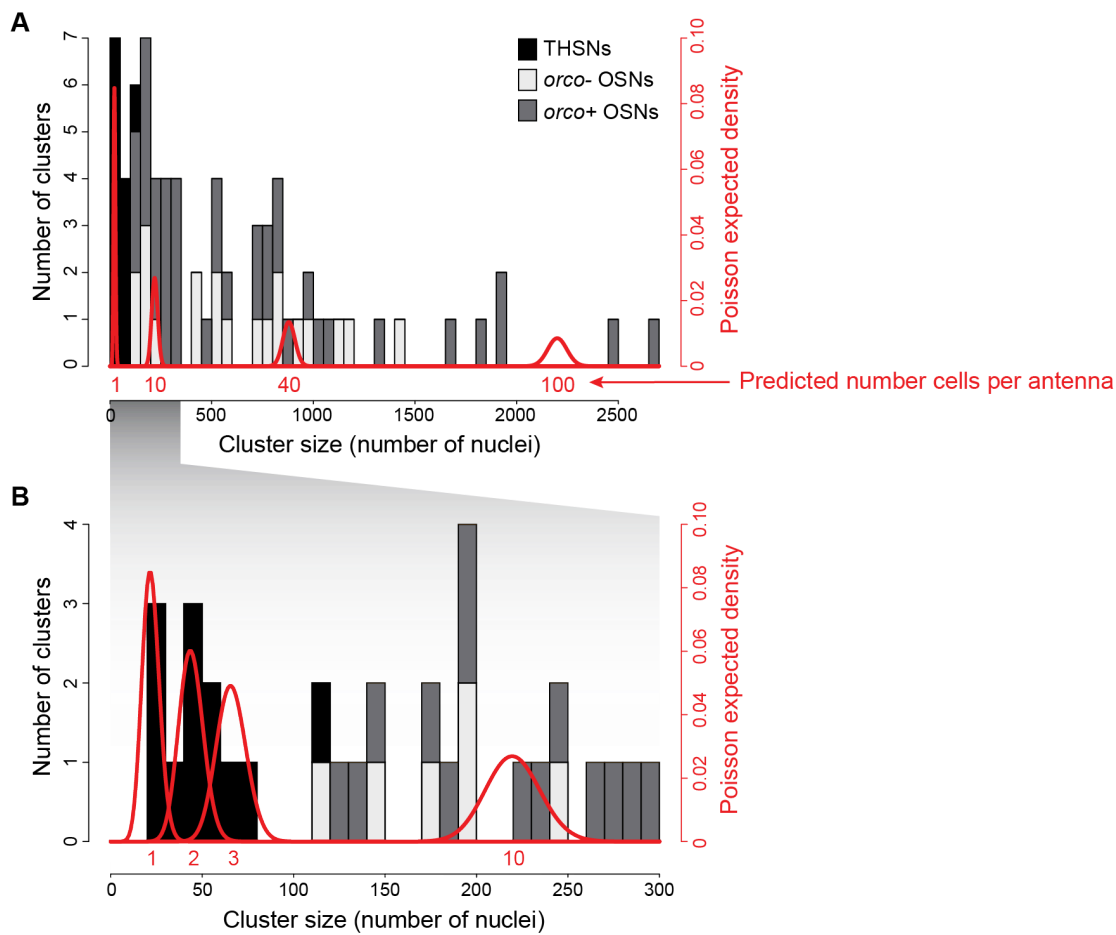 A
7
6
5
4
3
2
1
0
Number of clusters
THSNs
orco- OSNs
orco+ OSNs
0.10
0.08
0.06
0.04
0.02
0
Poisson expected density
1 10 40 100 Predicted number cells per antenna
0 500 1000 1500 2000 2500
Cluster size (number of nuclei)
B
4
3
2
1
0
Number of clusters
0.10
0.08
0.06
0.04
0.02
0
Poisson expected density
1 2 3 10
0 50 100 150 200 250 300
Cluster size (number of nuclei)